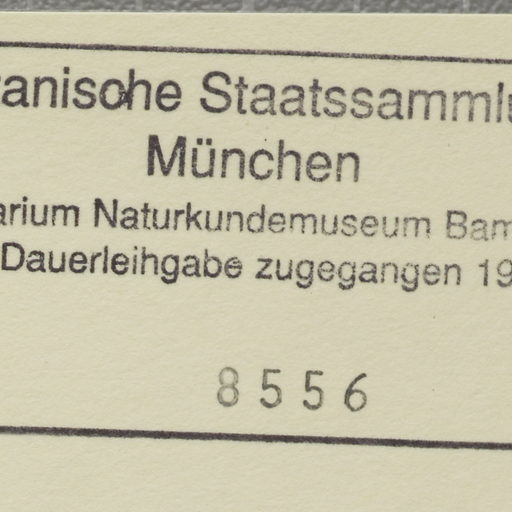 anische Staatssamml
München
arium Naturkundemuseum Bam
Dauerleihgabe zugegangen 19
8556